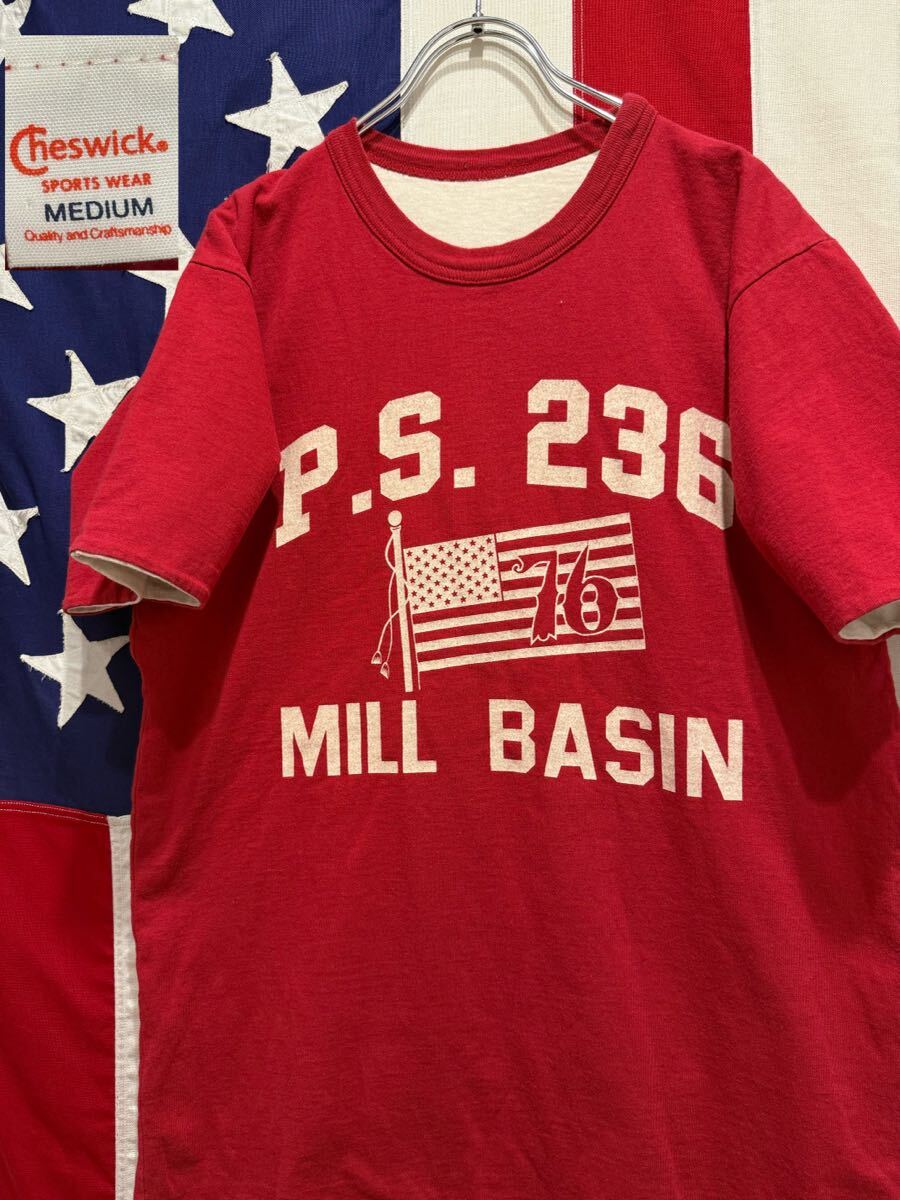 Cheswick®
SPORTS WEAR
MEDIUM
Quality and Craftsmanship
P.S. 236
76
MILL BASIN